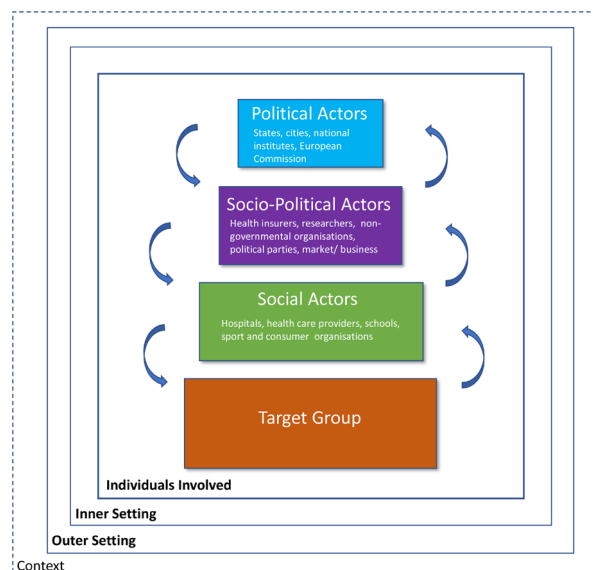 Political Actors
States, cities, national
institutes, European
Commission
Socio-Political Actors
Health insurers, researchers, non-
governmental organisations,
political parties, market/ business
Social Actors
Hospitals, health care providers, schools,
sport and consumer organisations
Target Group
Individuals Involved
Inner Setting
Outer Setting
Context